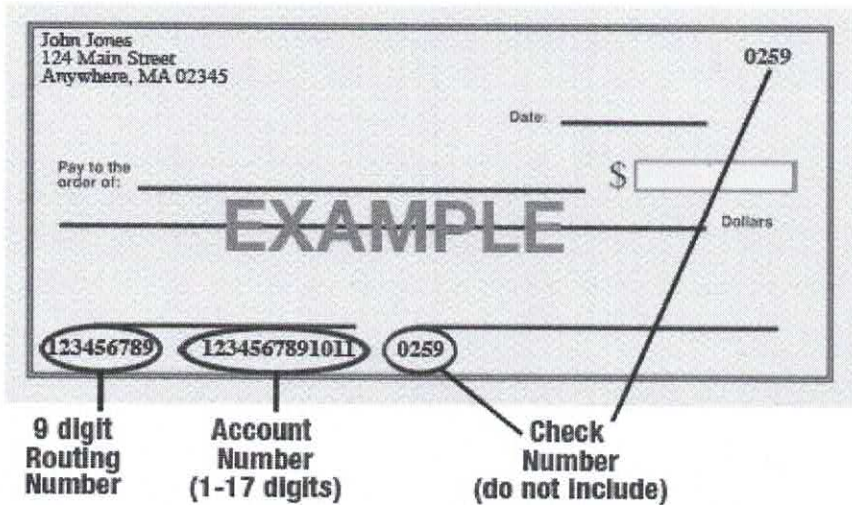 John Jones
124 Main Street
Anywhere, MA 02345
0259
Date:
Pay to the
order of:
$
EXAMPLE
Dollars
123456789
1234567891011
0259
9 digit
Routing
Number
Account
Number
(1-17 digits)
Check
Number
(do not include)